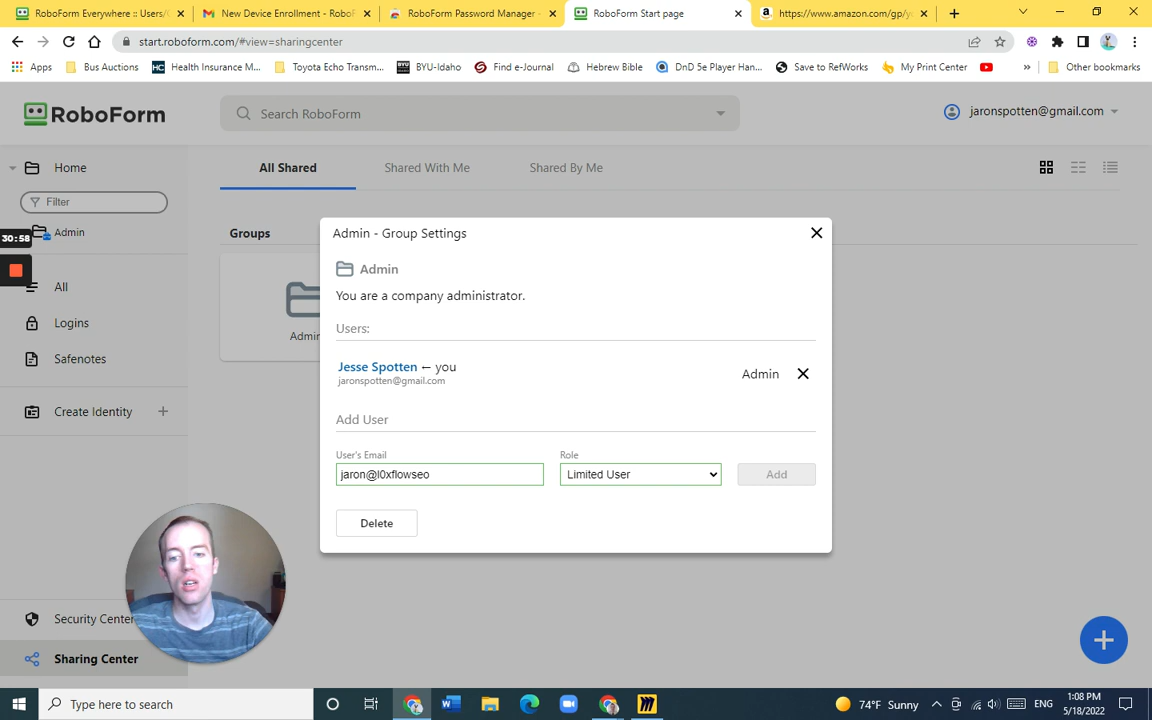 RoboForm Everywhere :: Users/
New Device Enrollment - RoboF
RoboForm Password Manager -
RoboForm Start page
https://www.amazon.com/gp/y
start.roboform.com/#view=sharingcenter
Apps
Bus Auctions
Health Insurance M...
Toyota Echo Transm...
BYU-Idaho
Find e-Journal
Hebrew Bible
DnD 5e Player Han...
Save to RefWorks
My Print Center
»
Other bookmarks
RoboForm
Search RoboForm
jaronspotten@gmail.com
Home
All Shared
Shared With Me
Shared By Me
Filter
Admin
30:58
Groups
Admin
All
Logins
Safenotes
Create Identity
Security Center
Sharing Center
Admin - Group Settings
Admin
You are a company administrator.
Users:
Jesse Spotten ← you
jaronspotten@gmail.com
Admin
Add User
User's Email
Role
jaron@l0xflowseo
Limited User
Add
Delete
Type here to search
74°F Sunny
ENG
1:08 PM
5/18/2022